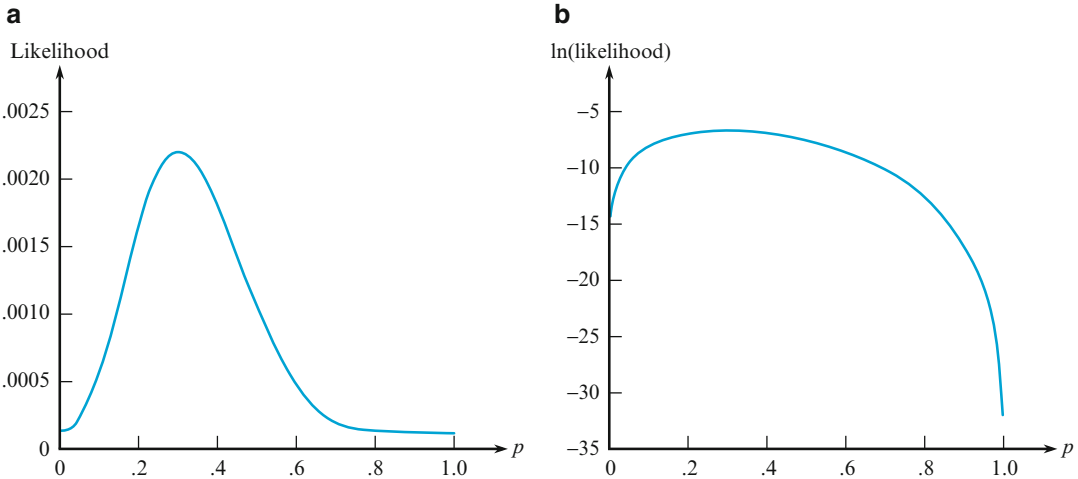 a
Likelihood
.0025
.0020
.0015
.0010
.0005
0
0 .2 .4 .6 .8 1.0 p
b
ln(likelihood)
–5
–10
–15
–20
–25
–30
–35
0 .2 .4 .6 .8 1.0 p